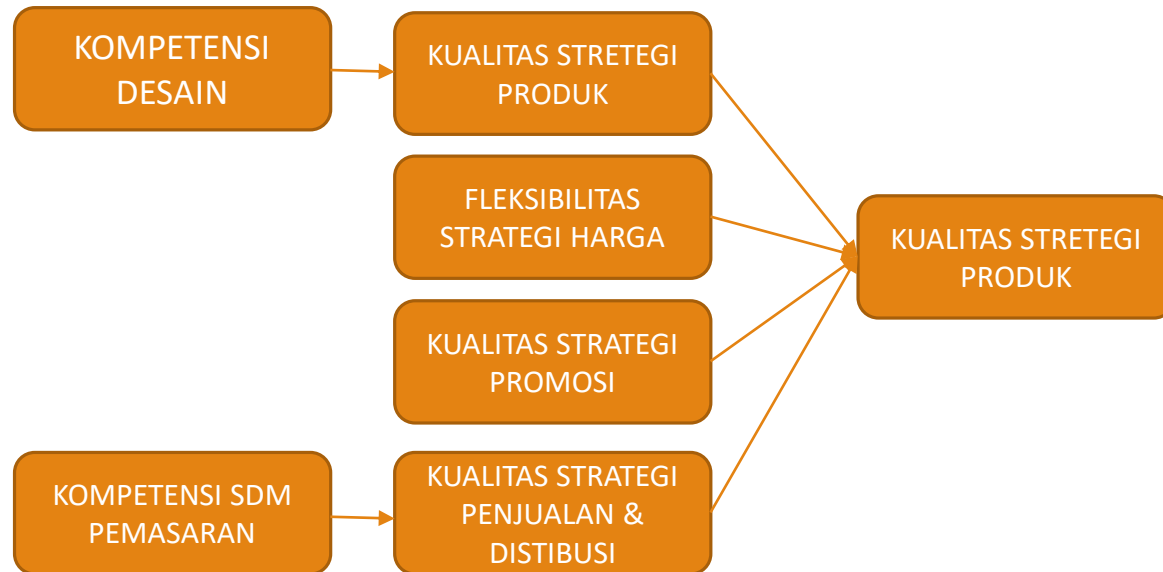 KOMPETENSI
DESAIN
KUALITAS STRETEGI
PRODUK
FLEKSIBILITAS
STRATEGI HARGA
KUALITAS STRETEGI
PRODUK
KUALITAS STRATEGI
PROMOSI
KOMPETENSI SDM
PEMASARAN
KUALITAS STRATEGI
PENJUALAN &
DISTIBUSI